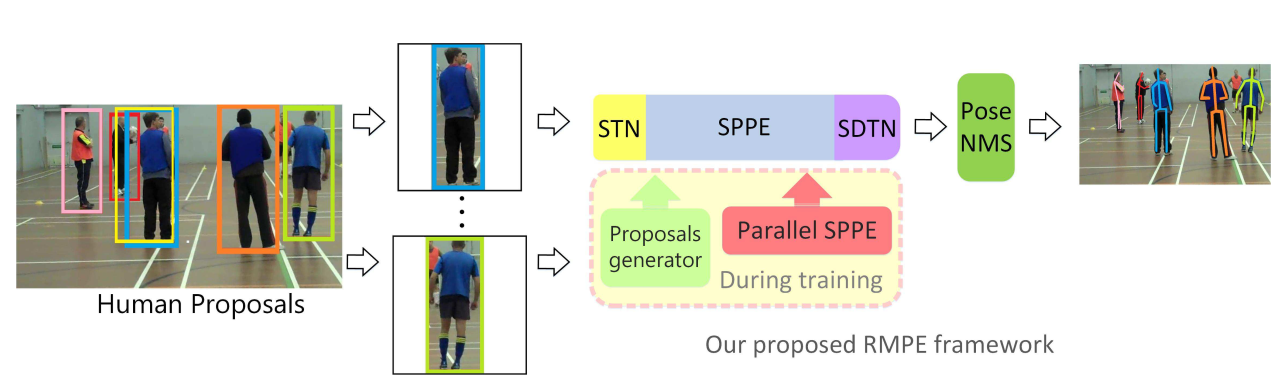 Human Proposals
STN
SPPE
SDTN
Pose
NMS
Proposals
generator
Parallel SPPE
During training
Our proposed RMPE framework